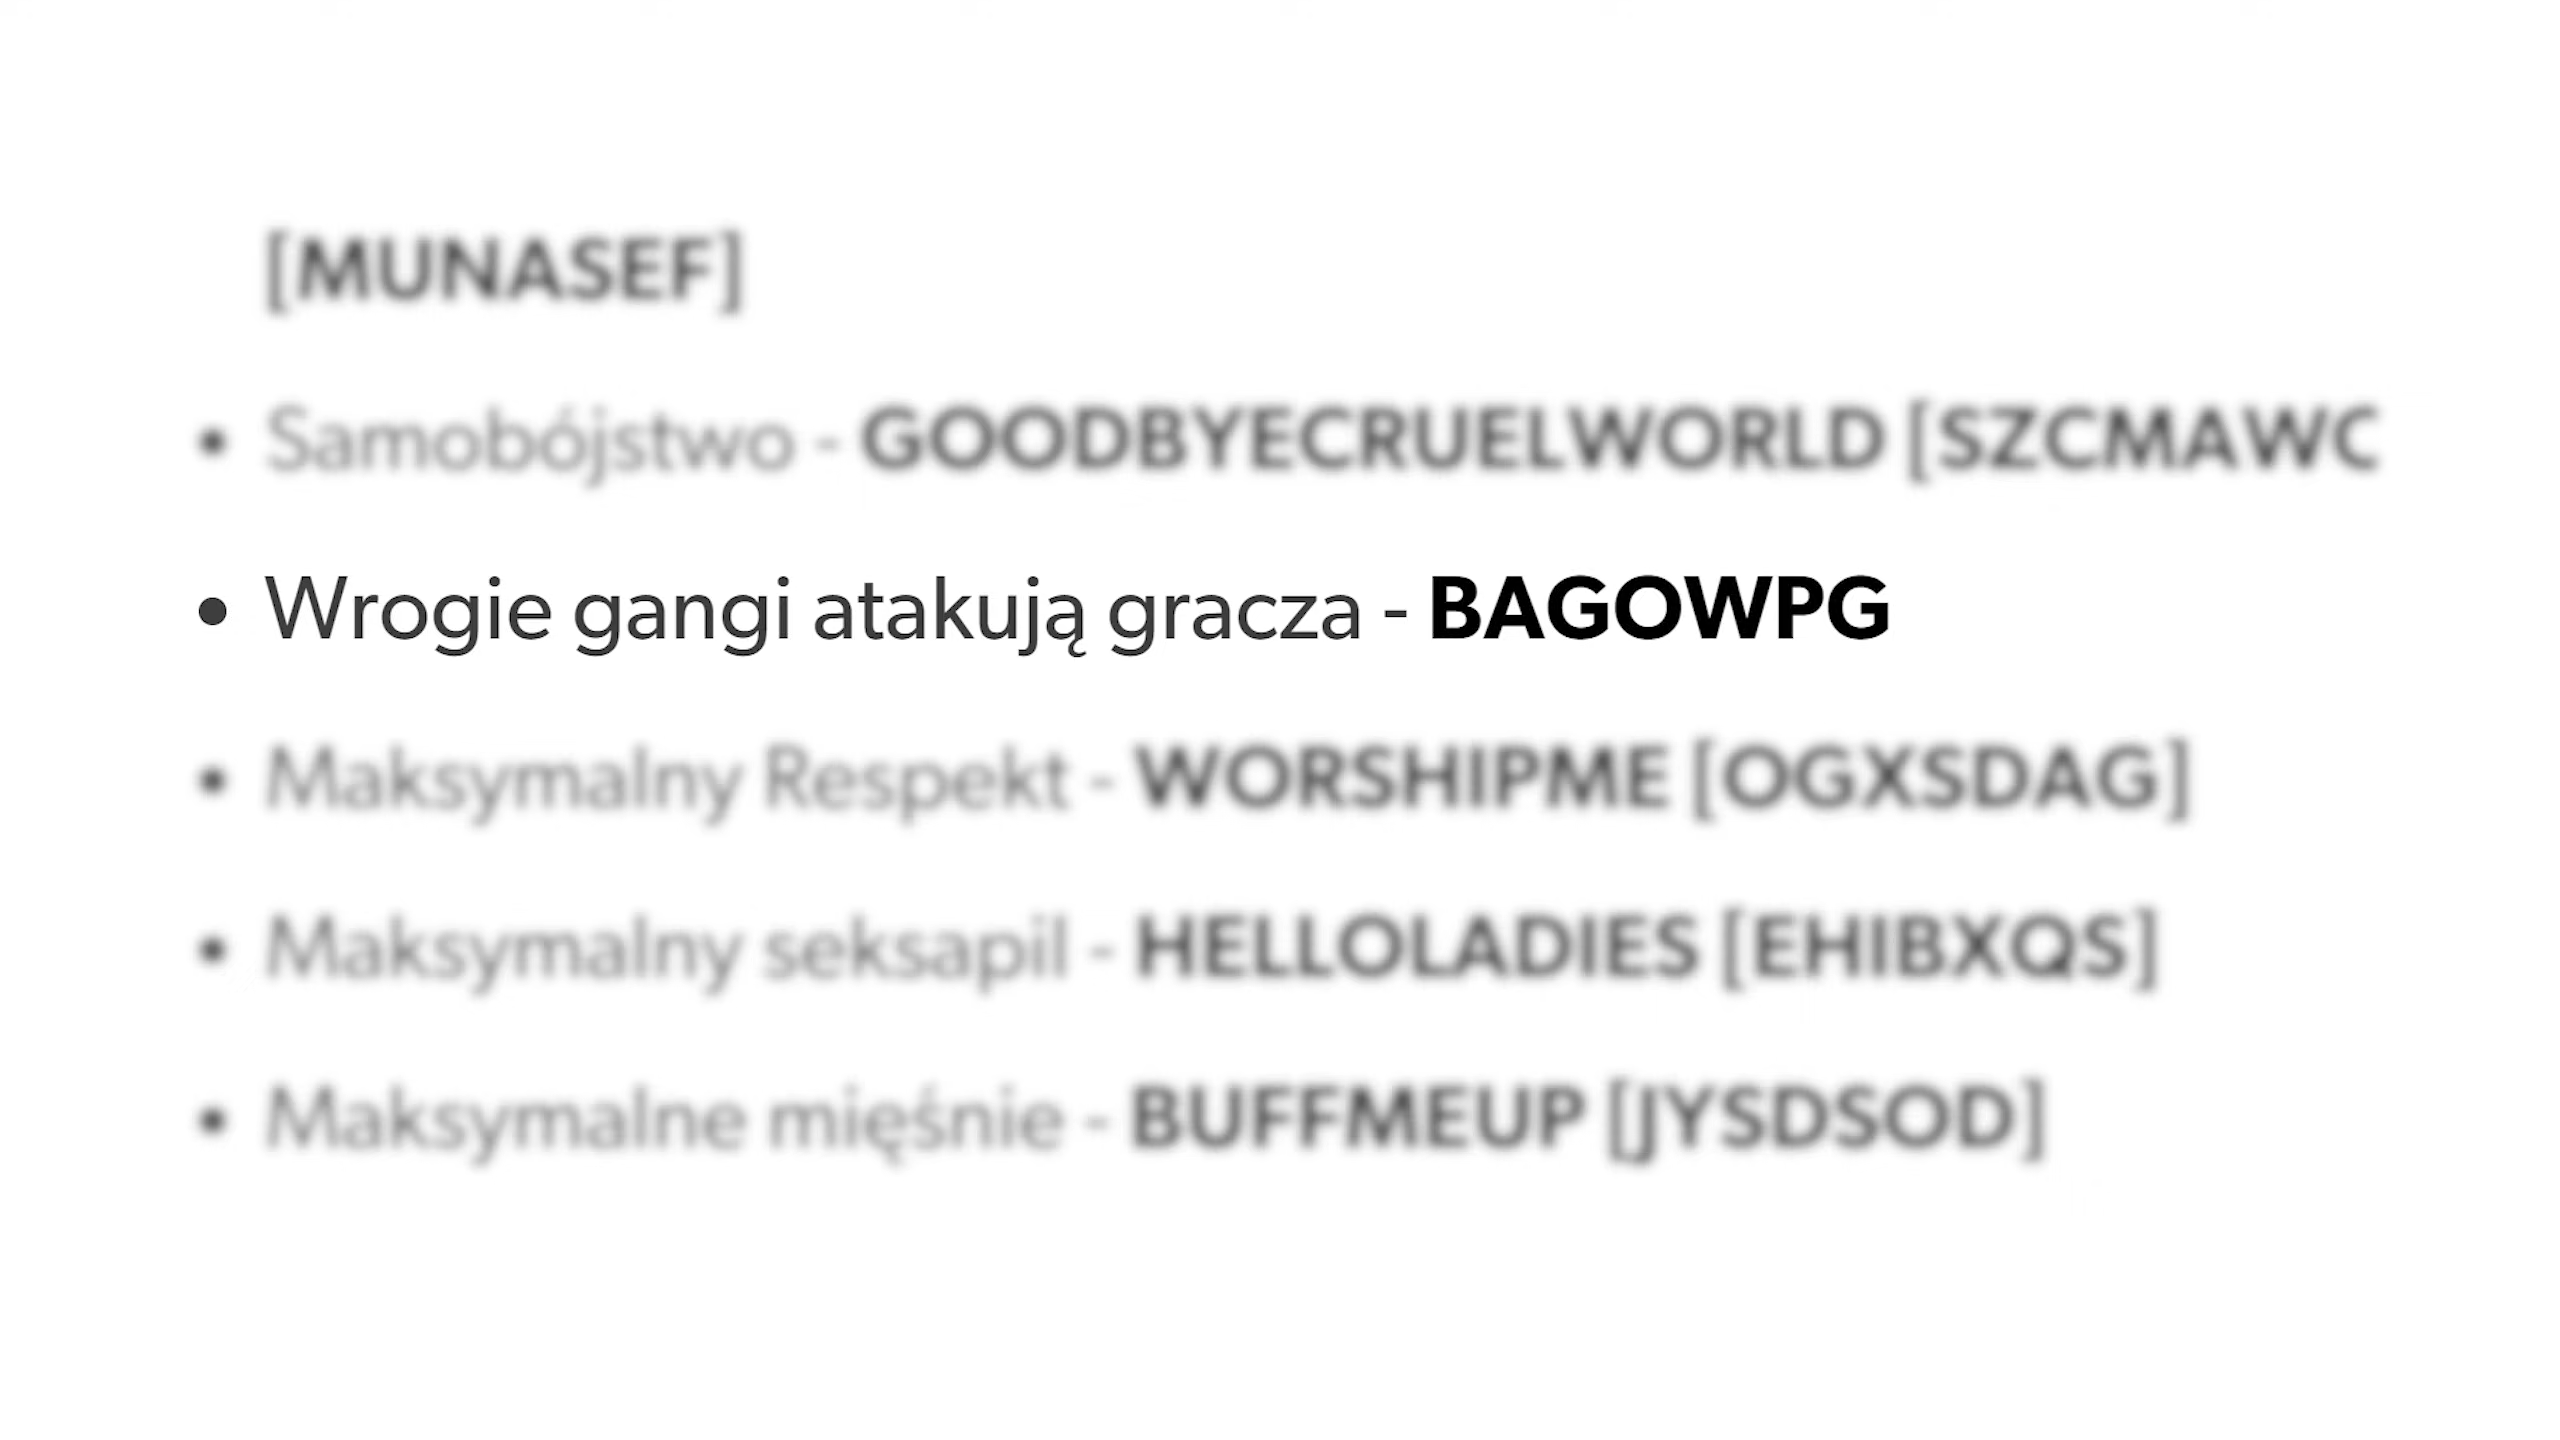 [MUNASEF]
• Samobójstwo - GOODBYECRUELWORLD [SZCMAWO
• Wrogie gangi atakują gracza - BAGOWPG
• Maksymalny Respekt - WORSHIPME [OGXSDAG]
• Maksymalny seksapil - HELLOLADIES [EHIBXQS]
• Maksymalne mięśnie - BUFFMEUP [JYSDSOD]